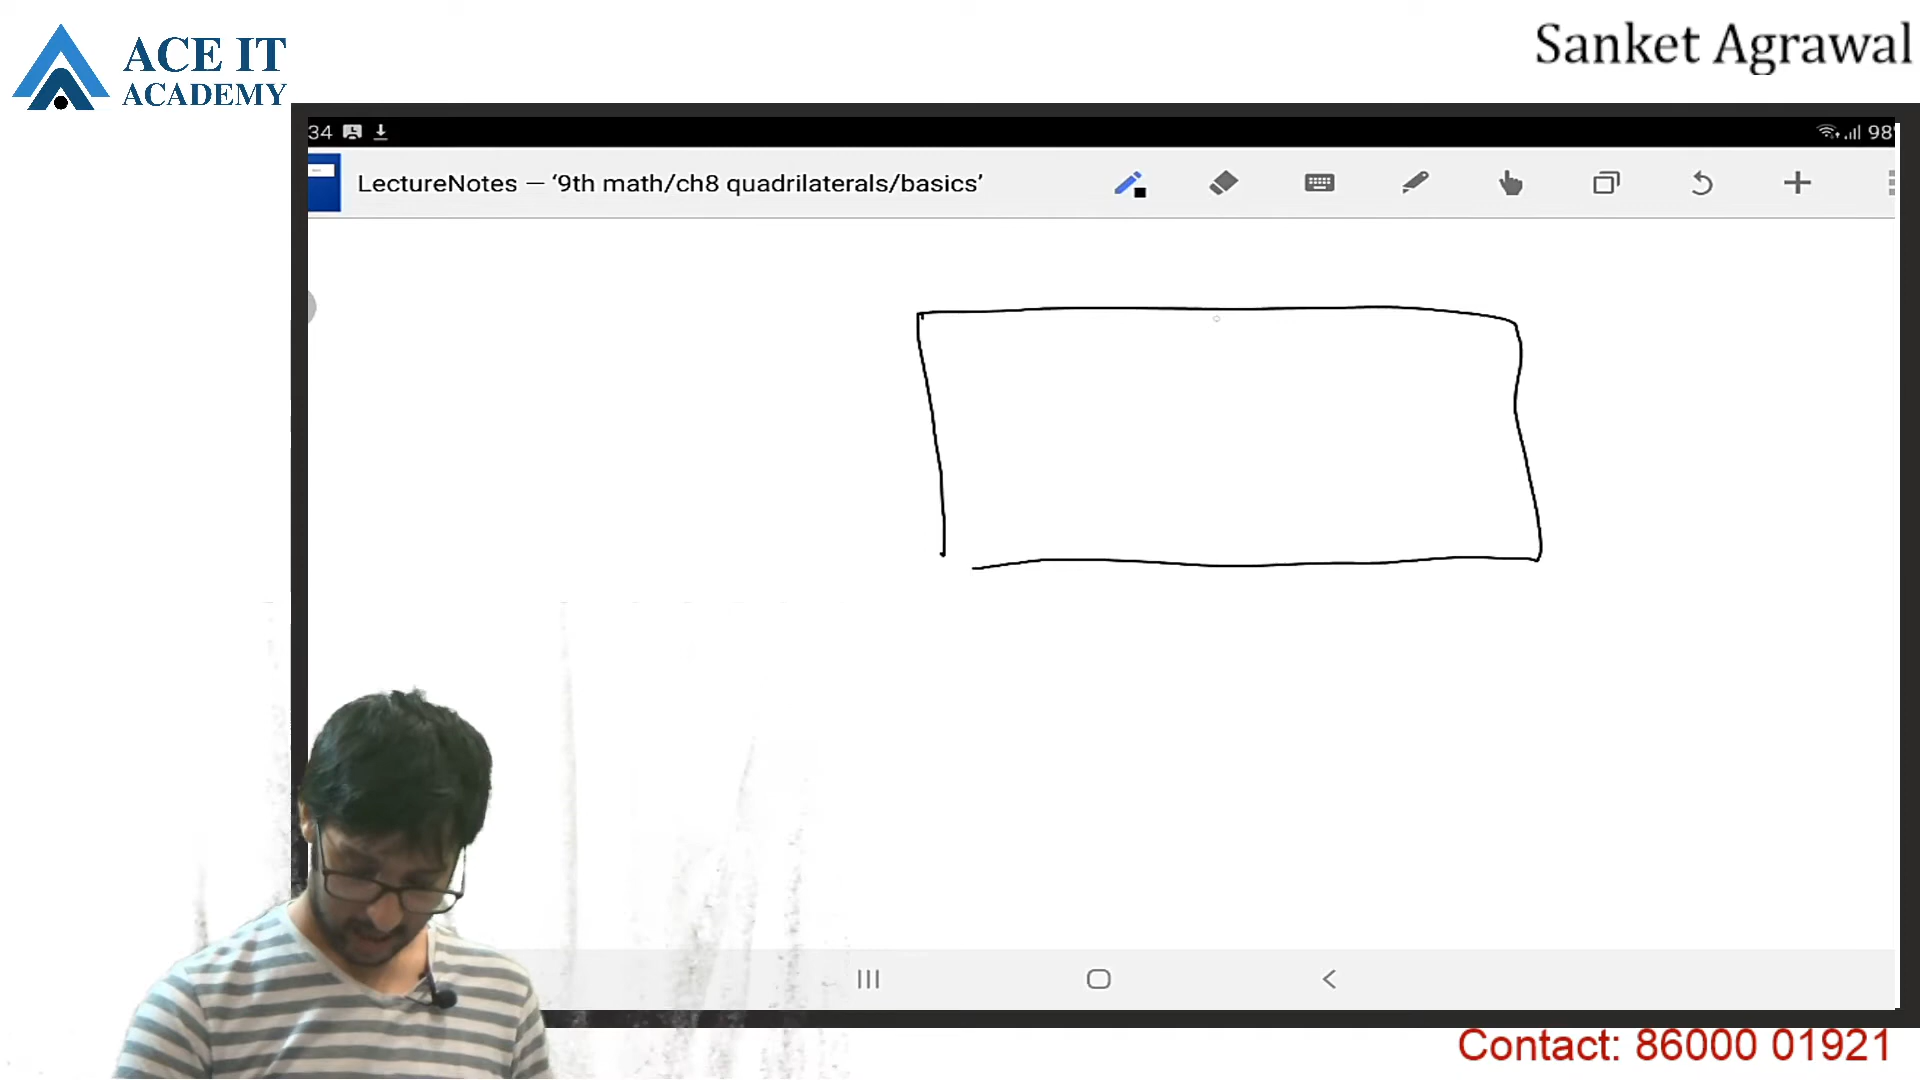 ACE IT
ACADEMY
Sanket Agrawal
34
98
LectureNotes — ‘9th math/ch8 quadrilaterals/basics’
Contact: 86000 01921